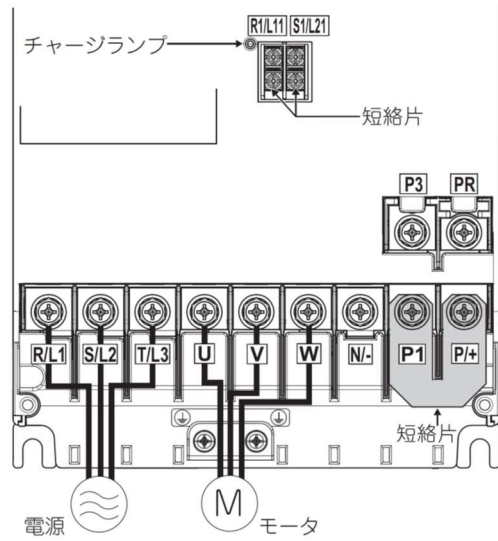 R1/L11 S1/L21
チャージランプ
短絡片
P3 PR
R/L1 S/L2 T/L3 U V W N/- P1 P/+
短絡片
M
電源 モータ